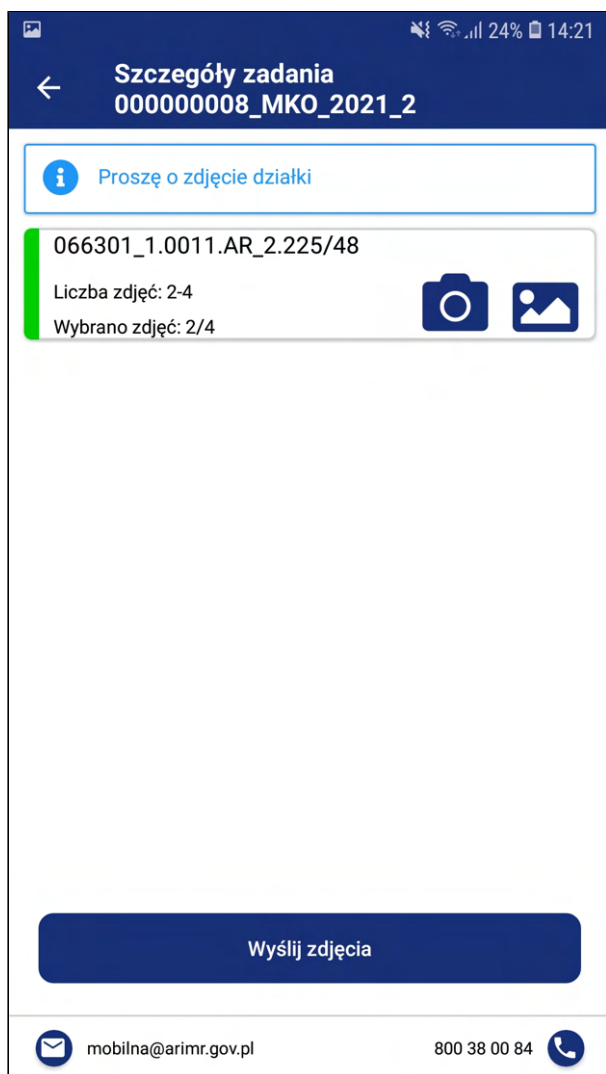 24% 14:21
Szczegóły zadania
000000008_MKO_2021_2
Proszę o zdjęcie działki
066301_1.0011.AR_2.225/48
Liczba zdjęć: 2-4
Wybrano zdjęć: 2/4
Wyślij zdjęcia
mobilna@arimr.gov.pl 800 38 00 84